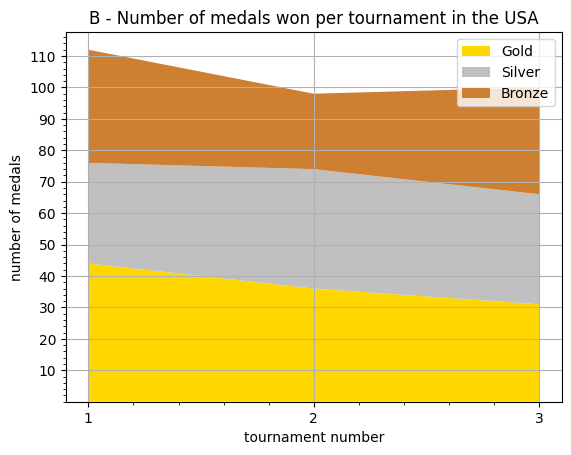 B - Number of medals won per tournament in the USA
Gold
Silver
Bronze
110
100
90
80
70
60
50
40
30
20
10
number of medals
1 2 3
tournament number